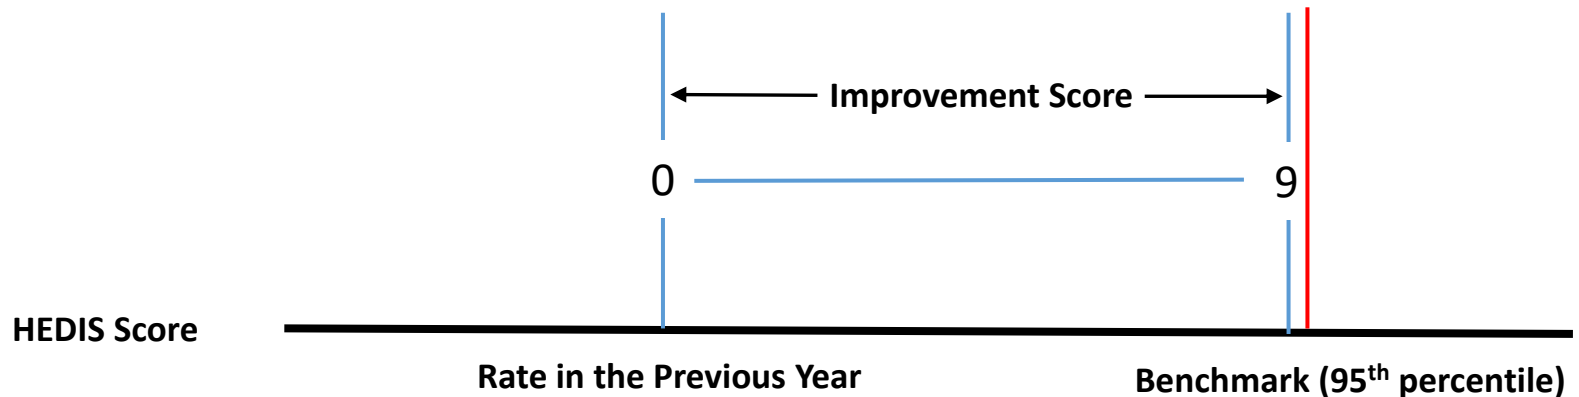 Improvement Score
0
9
HEDIS Score
Rate in the Previous Year
Benchmark (95th percentile)